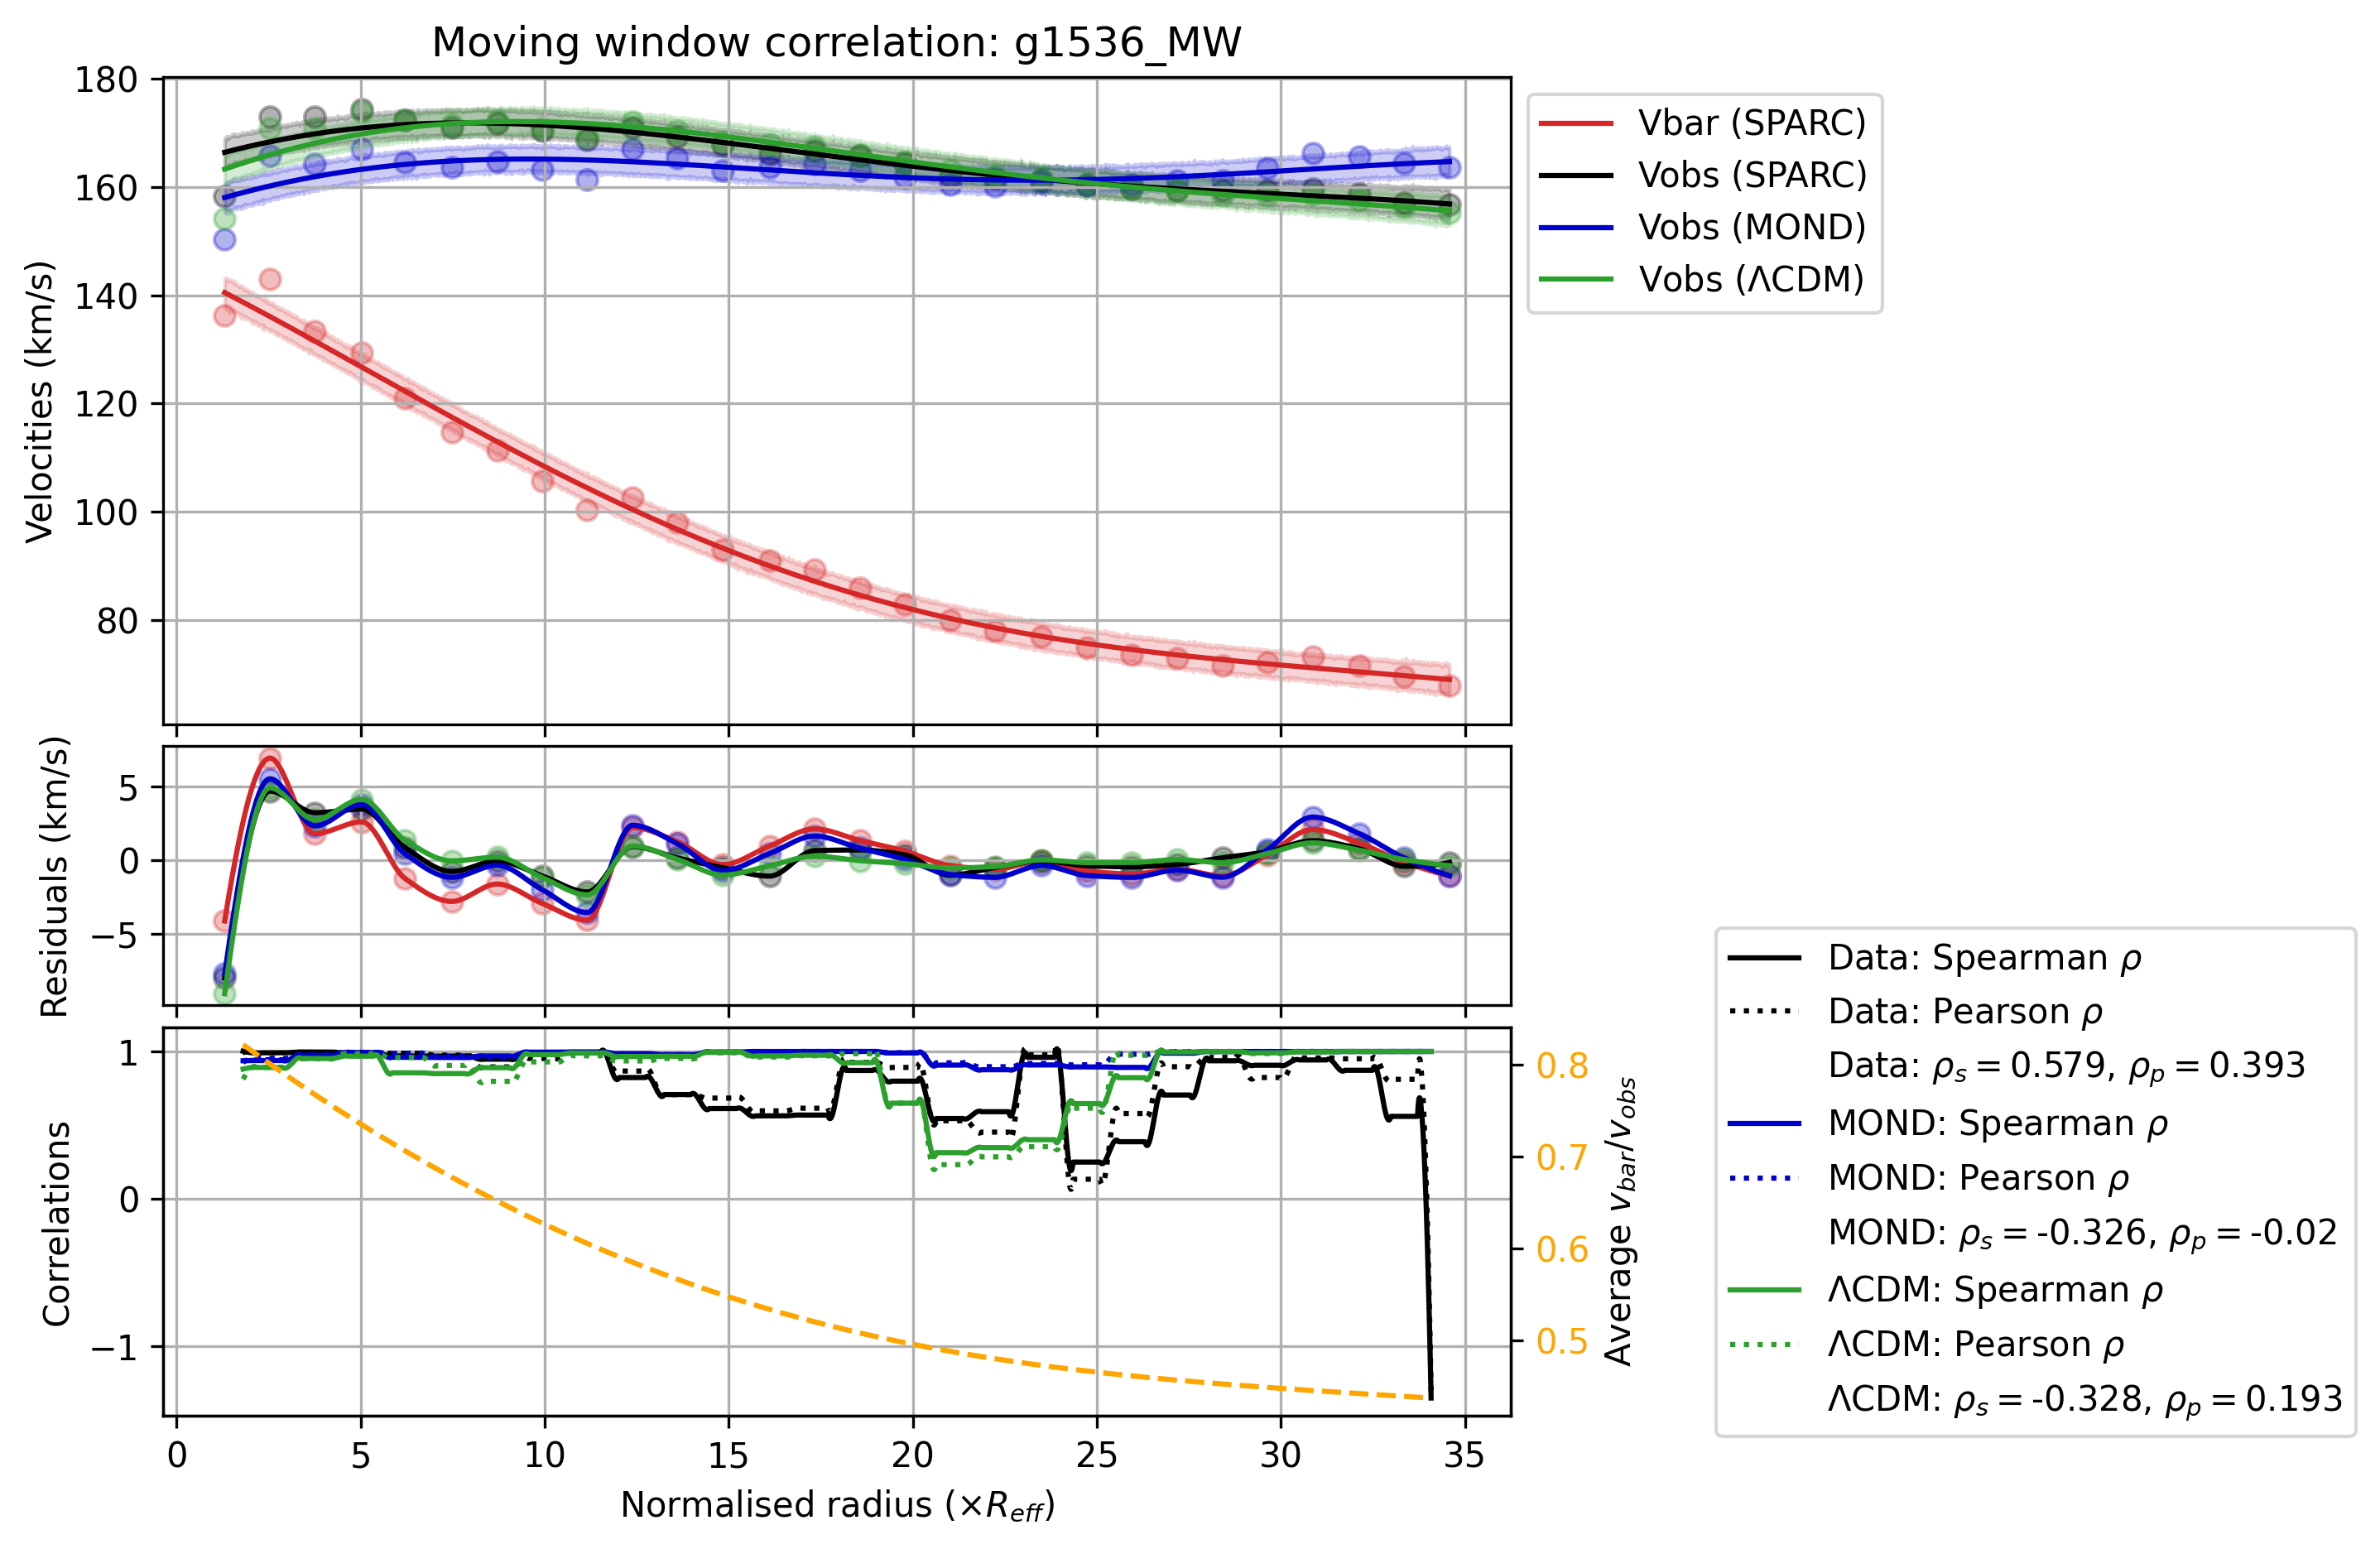 Moving window correlation: g1536_MW
180
160
140
120
100
80
Velocities (km/s)
Vbar (SPARC)
Vobs (SPARC)
Vobs (MOND)
Vobs (ΛCDM)
5
0
−5
Residuals (km/s)
1
0
−1
Correlations
0.8
0.7
0.6
0.5
Average v_bar/v_obs
0 5 10 15 20 25 30 35
Normalised radius (×R_eff)
Data: Spearman ρ
Data: Pearson ρ
Data: ρ_s = 0.579, ρ_p = 0.393
MOND: Spearman ρ
MOND: Pearson ρ
MOND: ρ_s = -0.326, ρ_p = -0.02
ΛCDM: Spearman ρ
ΛCDM: Pearson ρ
ΛCDM: ρ_s = -0.328, ρ_p = 0.193